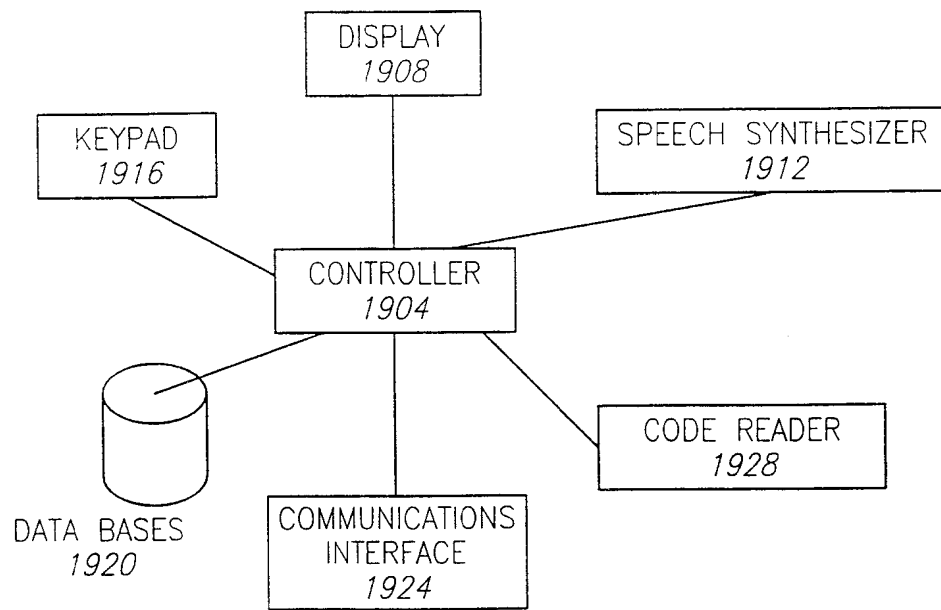 DISPLAY
1908
KEYPAD
1916
SPEECH SYNTHESIZER
1912
CONTROLLER
1904
CODE READER
1928
DATA BASES
1920
COMMUNICATIONS
INTERFACE
1924